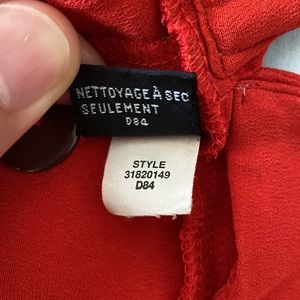 NETTOYAGE À SEC
SEULEMENT
D84
STYLE
31820149
D84